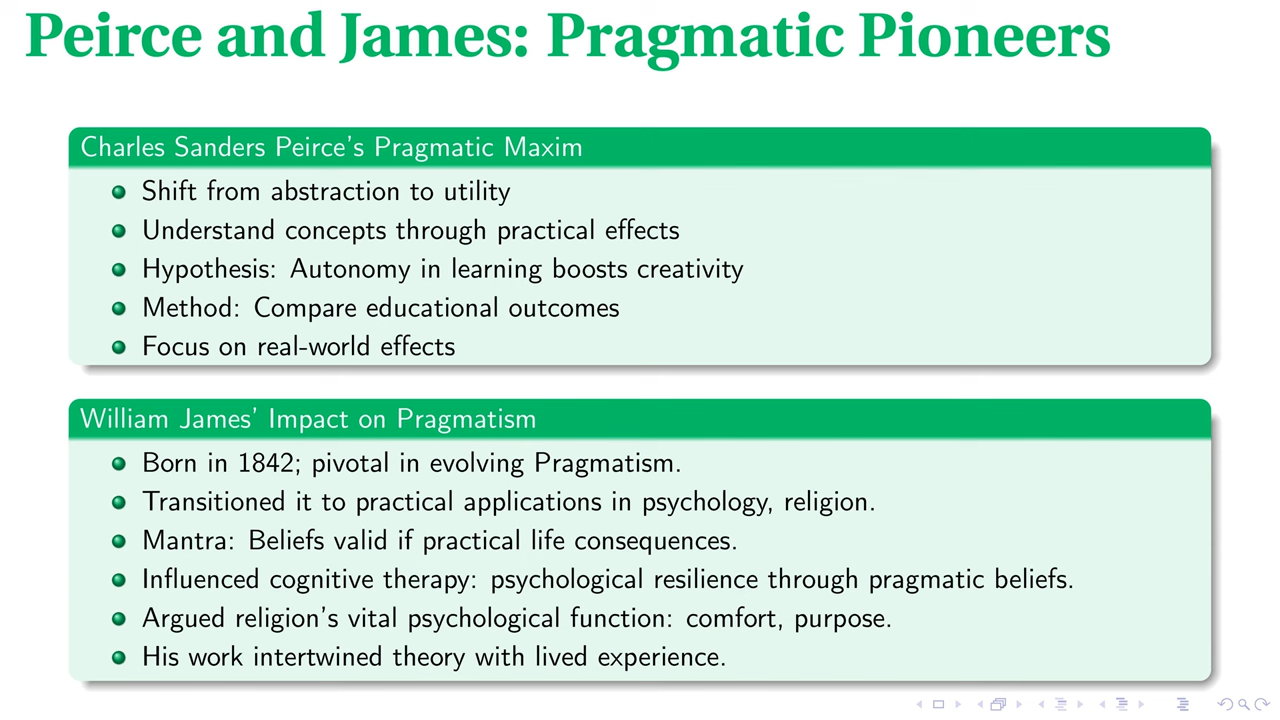 Peirce and James: Pragmatic Pioneers
Charles Sanders Peirce's Pragmatic Maxim
Shift from abstraction to utility
Understand concepts through practical effects
Hypothesis: Autonomy in learning boosts creativity
Method: Compare educational outcomes
Focus on real-world effects
William James' Impact on Pragmatism
Born in 1842; pivotal in evolving Pragmatism.
Transitioned it to practical applications in psychology, religion.
Mantra: Beliefs valid if practical life consequences.
Influenced cognitive therapy: psychological resilience through pragmatic beliefs.
Argued religion's vital psychological function: comfort, purpose.
His work intertwined theory with lived experience.